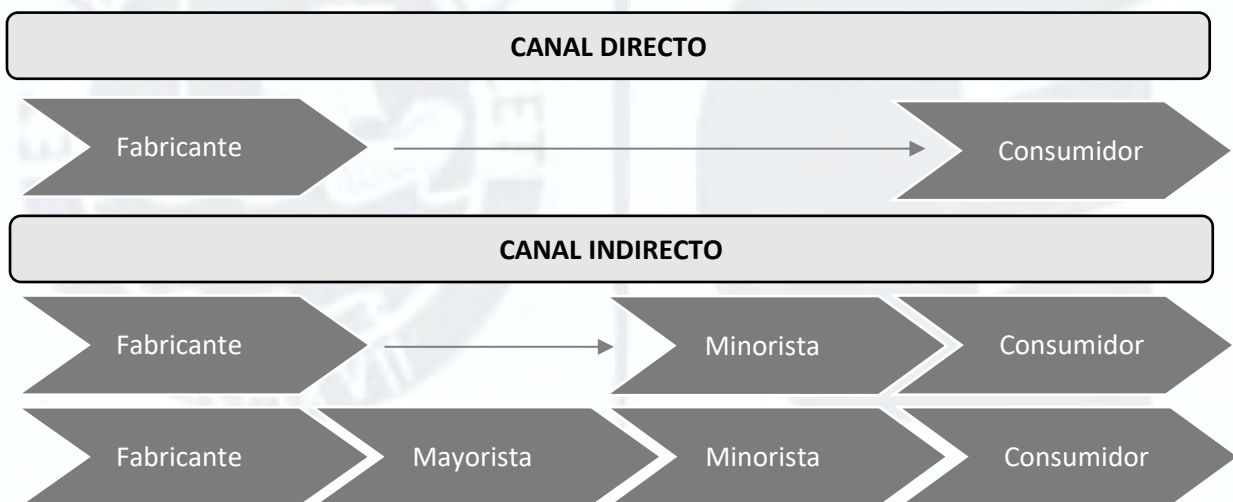 CANAL DIRECTO
Fabricante Consumidor
CANAL INDIRECTO
Fabricante Minorista Consumidor
Fabricante Mayorista Minorista Consumidor